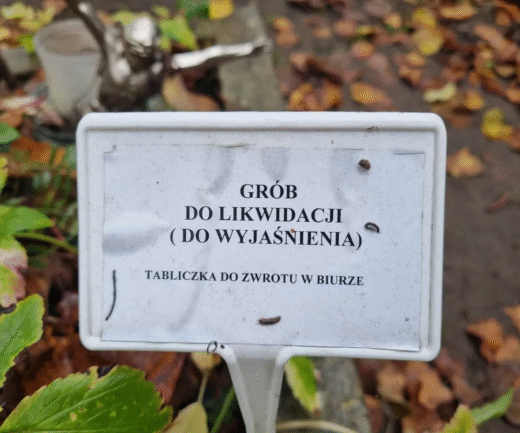 GRÓB
DO LIKWIDACJI
( DO WYJAŚNIENIA)
TABLICZKA DO ZWROTU W BIURZE